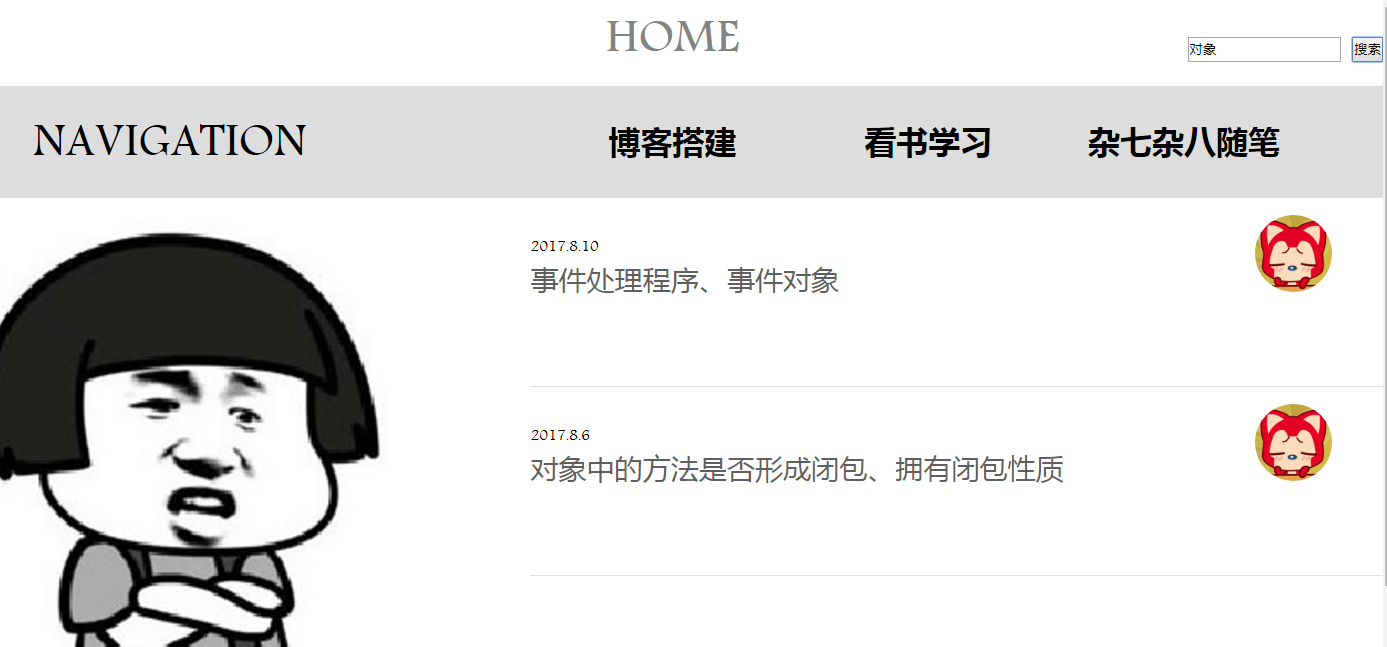 HOME
对象 搜索
NAVIGATION 博客搭建 看书学习 杂七杂八随笔
2017.8.10
事件处理程序、事件对象
2017.8.6
对象中的方法是否形成闭包、拥有闭包性质